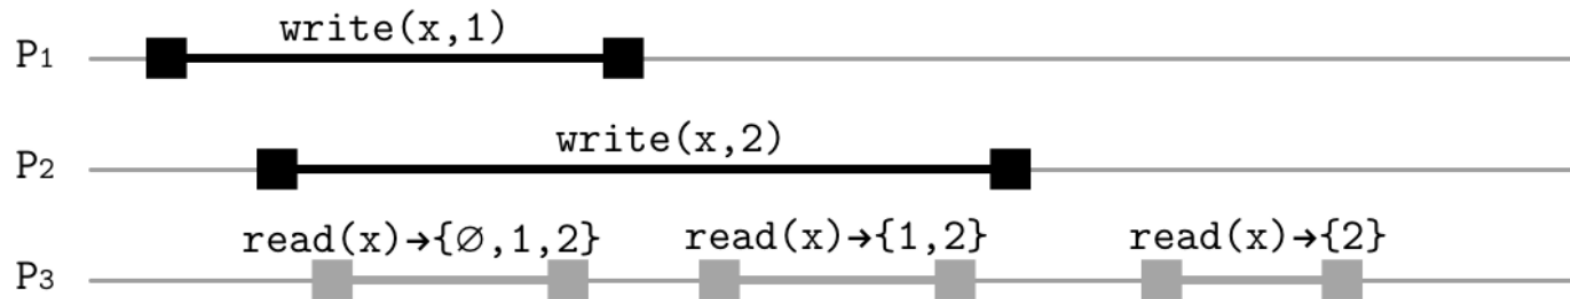 write(x,1)
P1
write(x,2)
P2
read(x)→{∅,1,2} read(x)→{1,2} read(x)→{2}
P3